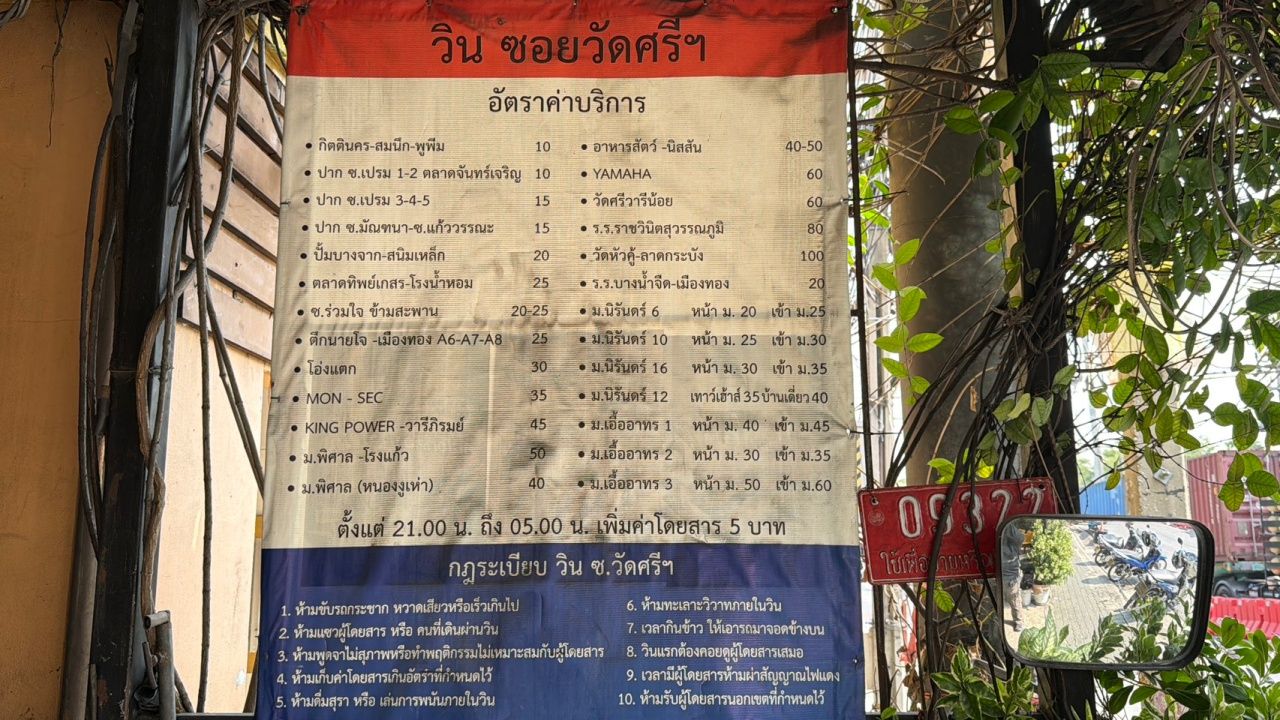 วิน ซอยวัดศรีฯ
อัตราค่าบริการ
• กิตตินคร-สมนึก-พูพีม 10
• ปาก ซ.เปรม 1-2 ตลาดจันทร์เจริญ 10
• ปาก ซ.เปรม 3-4-5 15
• ปาก ซ.มัณฑนา-ซ.แก้ววรรณะ 15
• ปั้มบางจาก-สนิมเหล็ก 20
• ตลาดทิพย์เกสร-โรงน้ำหอม 25
• ซ.ร่วมใจ ข้ามสะพาน 20-25
• ตึกนายใจ -เมืองทอง A6-A7-A8 25
• โอ่งแตก 30
• MON - SEC 35
• KING POWER -วารีภิรมย์ 45
• ม.พิศาล -โรงแก้ว 50
• ม.พิศาล (หนองงูเห่า) 40
• อาหารสัตว์ -นิสสัน 40-50
• YAMAHA 60
• วัดศรีวารีน้อย 60
• ร.ร.ราชวินิตสุวรรณภูมิ 80
• วัดหัวคู้-ลาดกระบัง 100
• ร.ร.บางน้ำจืด-เมืองทอง 20
• ม.นิรันดร์ 6 หน้า ม. 20 เข้า ม.25
• ม.นิรันดร์ 10 หน้า ม. 25 เข้า ม.30
• ม.นิรันดร์ 16 หน้า ม. 30 เข้า ม.35
• ม.นิรันดร์ 12 เทาว์เฮ้าส์ 35 บ้านเดี่ยว 40
• ม.เอื้ออาทร 1 หน้า ม. 40 เข้า ม.45
• ม.เอื้ออาทร 2 หน้า ม. 30 เข้า ม.35
• ม.เอื้ออาทร 3 หน้า ม. 50 เข้า ม.60
ตั้งแต่ 21.00 น. ถึง 05.00 น. เพิ่มค่าโดยสาร 5 บาท
กฎระเบียบ วิน ซ.วัดศรีฯ
1. ห้ามขับรถกระชาก หวาดเสียวหรือเร็วเกินไป
2. ห้ามแซวผู้โดยสาร หรือ คนที่เดินผ่านวิน
3. ห้ามพูดจาไม่สุภาพหรือทำพฤติกรรมไม่เหมาะสมกับผู้โดยสาร
4. ห้ามเก็บค่าโดยสารเกินอัตราที่กำหนดไว้
5. ห้ามดื่มสุรา หรือ เล่นการพนันภายในวิน
6. ห้ามทะเลาะวิวาทภายในวิน
7. เวลากินข้าว ให้เอารถมาจอดข้างบน
8. วินแรกต้องคอยดูผู้โดยสารเสมอ
9. เวลามีผู้โดยสารห้ามผ่าสัญญาณไฟแดง
10. ห้ามรับผู้โดยสารนอกเขตที่กำหนดไว้